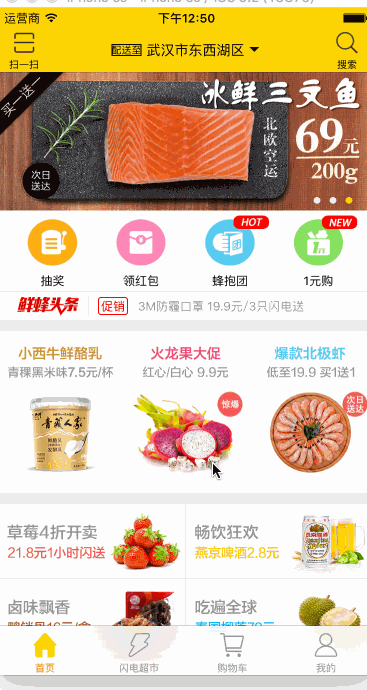 运营商 下午12:50
扫一扫 配送至 武汉市东西湖区 搜索
买一送一
冰鲜三文鱼
北欧空运
69元
200g
次日送达
HOT NEW
抽奖 领红包 蜂抱团 1元购
鲜蜂头条 促销 3M防霾口罩 19.9元/3只闪电送
小西牛鲜酪乳 火龙果大促 爆款北极虾
青稞黑米味7.5元/杯 红心/白心 9.9元 低至19.9 买1送1
惊爆 次日送达
青藏人家
草莓4折开卖 畅饮狂欢
21.8元1小时闪送 燕京啤酒2.8元
卤味飘香 吃遍全球
首页 闪电超市 购物车 我的